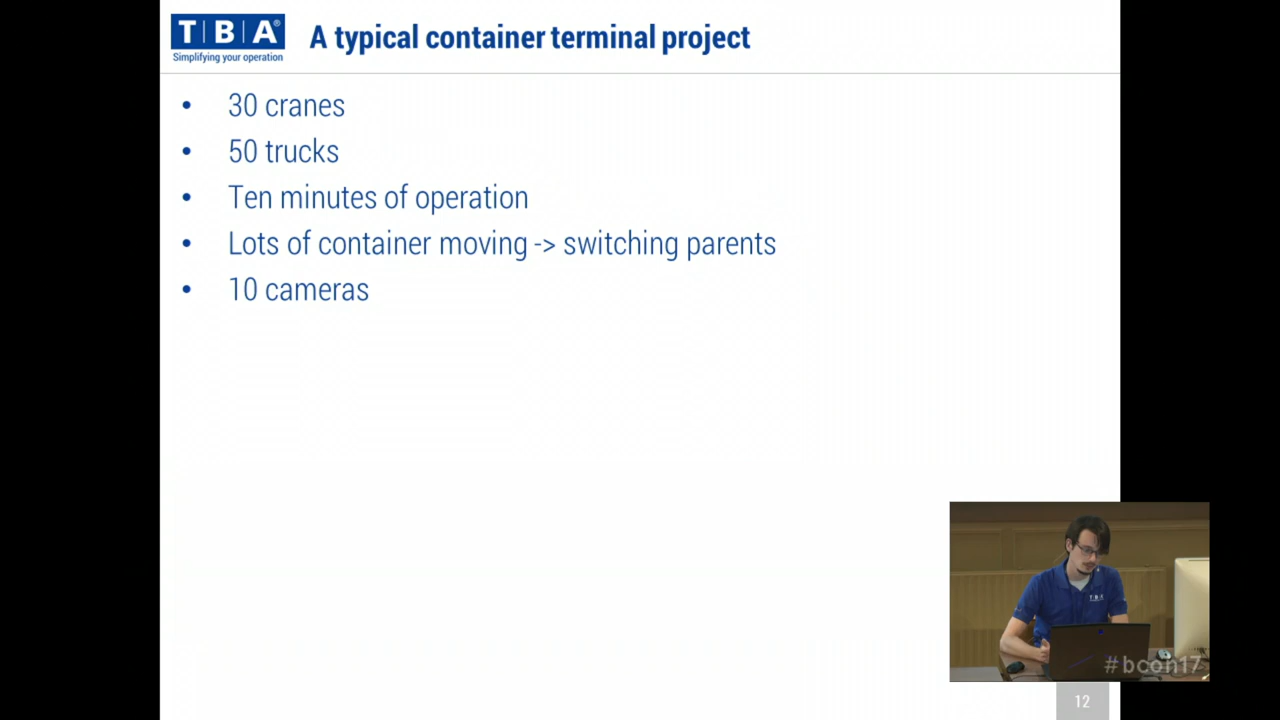 T|B|A®
Simplifying your operation
A typical container terminal project
• 30 cranes
• 50 trucks
• Ten minutes of operation
• Lots of container moving -> switching parents
• 10 cameras
T|B|A
#bcon17
12